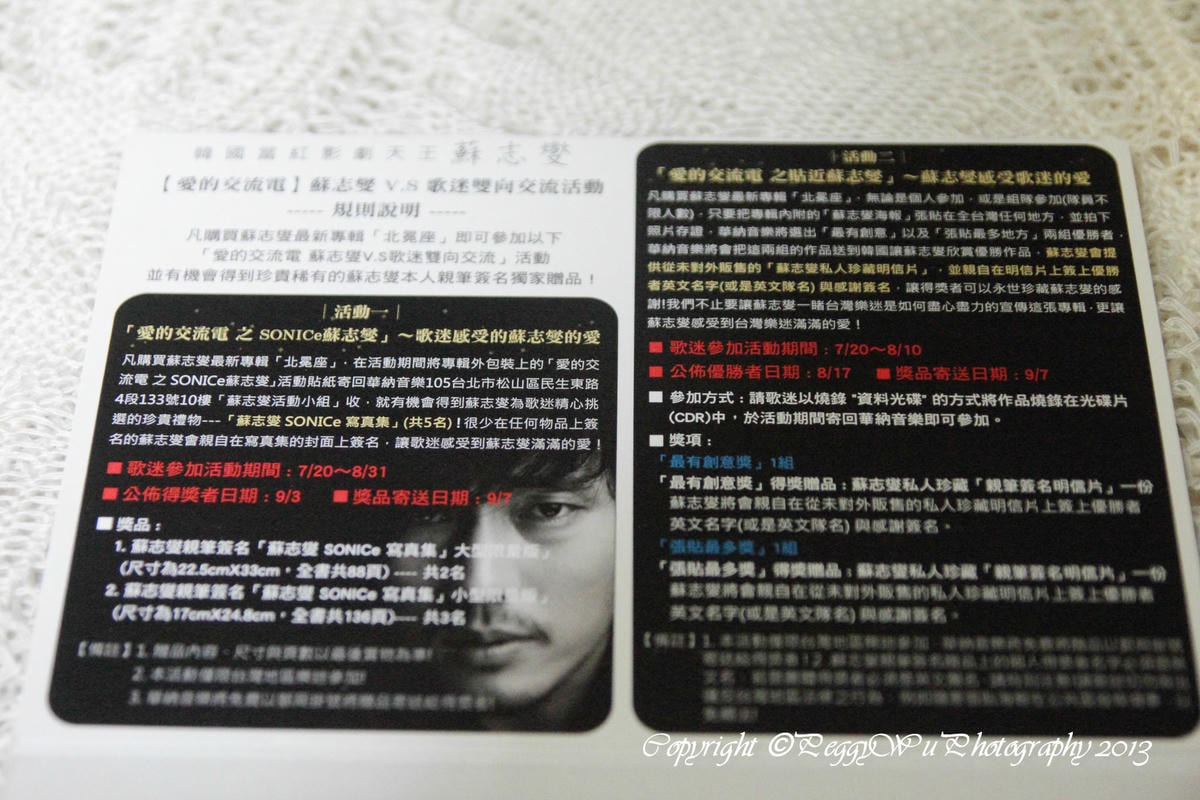 韓國當紅影劇天王 蘇志燮
【愛的交流電】蘇志燮 V.S 歌迷雙向交流活動
----- 規則說明 -----
凡購買蘇志燮最新專輯「北冕座」即可參加以下
「愛的交流電 蘇志燮V.S歌迷雙向交流」活動
並有機會得到珍貴稀有的蘇志燮本人親筆簽名獨家贈品！
｜活動一｜
「愛的交流電 之 SONICe蘇志燮」～歌迷感受的蘇志燮的愛
凡購買蘇志燮最新專輯「北冕座」，在活動期間將專輯外包裝上的「愛的交
流電 之 SONICe蘇志燮」活動貼紙寄回華納音樂105台北市松山區民生東路
4段133號10樓「蘇志燮活動小組」收，就有機會得到蘇志燮為歌迷精心挑
選的珍貴禮物---「蘇志燮 SONICe 寫真集」(共5名)！很少在任何物品上簽
名的蘇志燮會親自在寫真集的封面上簽名，讓歌迷感受到蘇志燮滿滿的愛！
■ 歌迷參加活動期間：7/20～8/31
■ 公佈得獎者日期：9/3 ■ 獎品寄送日期：9/7
■ 獎品：
1. 蘇志燮親筆簽名「蘇志燮 SONICe 寫真集」大型限量版」
（尺寸為22.5cmX33cm，全書共88頁）---- 共2名
2. 蘇志燮親筆簽名「蘇志燮 SONICe 寫真集」小型限量版」
（尺寸為17cmX24.8cm，全書共136頁）---- 共3名
【備註】1. 贈品內容、尺寸與頁數以最後實物為準!
2. 本活動僅限台灣地區樂迷參加!
｜活動二｜
「愛的交流電 之貼近蘇志燮」～蘇志燮感受歌迷的愛
凡購買蘇志燮最新專輯「北冕座」，無論是個人參加，或是組隊參加(隊員不
限人數)，只要把專輯內附的「蘇志燮海報」張貼在全台灣任何地方，並拍下
照片存證，華納音樂將選出「最有創意」以及「張貼最多地方」兩組優勝者，
華納音樂將會把這兩組的作品送到韓國讓蘇志燮欣賞優勝作品，蘇志燮會提
供從未對外販售的「蘇志燮私人珍藏明信片」，並親自在明信片上簽上優勝
者英文名字(或是英文隊名) 與感謝簽名，讓得獎者可以永世珍藏蘇志燮的感
謝!我們不止要讓蘇志燮一睹台灣樂迷是如何盡心盡力的宣傳這張專輯，更讓
蘇志燮感受到台灣樂迷滿滿的愛！
■ 歌迷參加活動期間：7/20～8/10
■ 公佈優勝者日期：8/17 ■ 獎品寄送日期：9/7
■ 參加方式：請歌迷以燒錄 "資料光碟" 的方式將作品燒錄在光碟片
(CDR)中，於活動期間寄回華納音樂即可參加。
■ 獎項：
「最有創意獎」1組
「最有創意獎」得獎贈品：蘇志燮私人珍藏「親筆簽名明信片」一份
蘇志燮將會親自在從未對外販售的私人珍藏明信片上簽上優勝者
英文名字(或是英文隊名) 與感謝簽名。
「張貼最多獎」1組
「張貼最多獎」得獎贈品：蘇志燮私人珍藏「親筆簽名明信片」一份
蘇志燮將會親自在從未對外販售的私人珍藏明信片上簽上優勝者
英文名字(或是英文隊名) 與感謝簽名。
【備註】
Copyright ©PeggyWuPhotography 2013